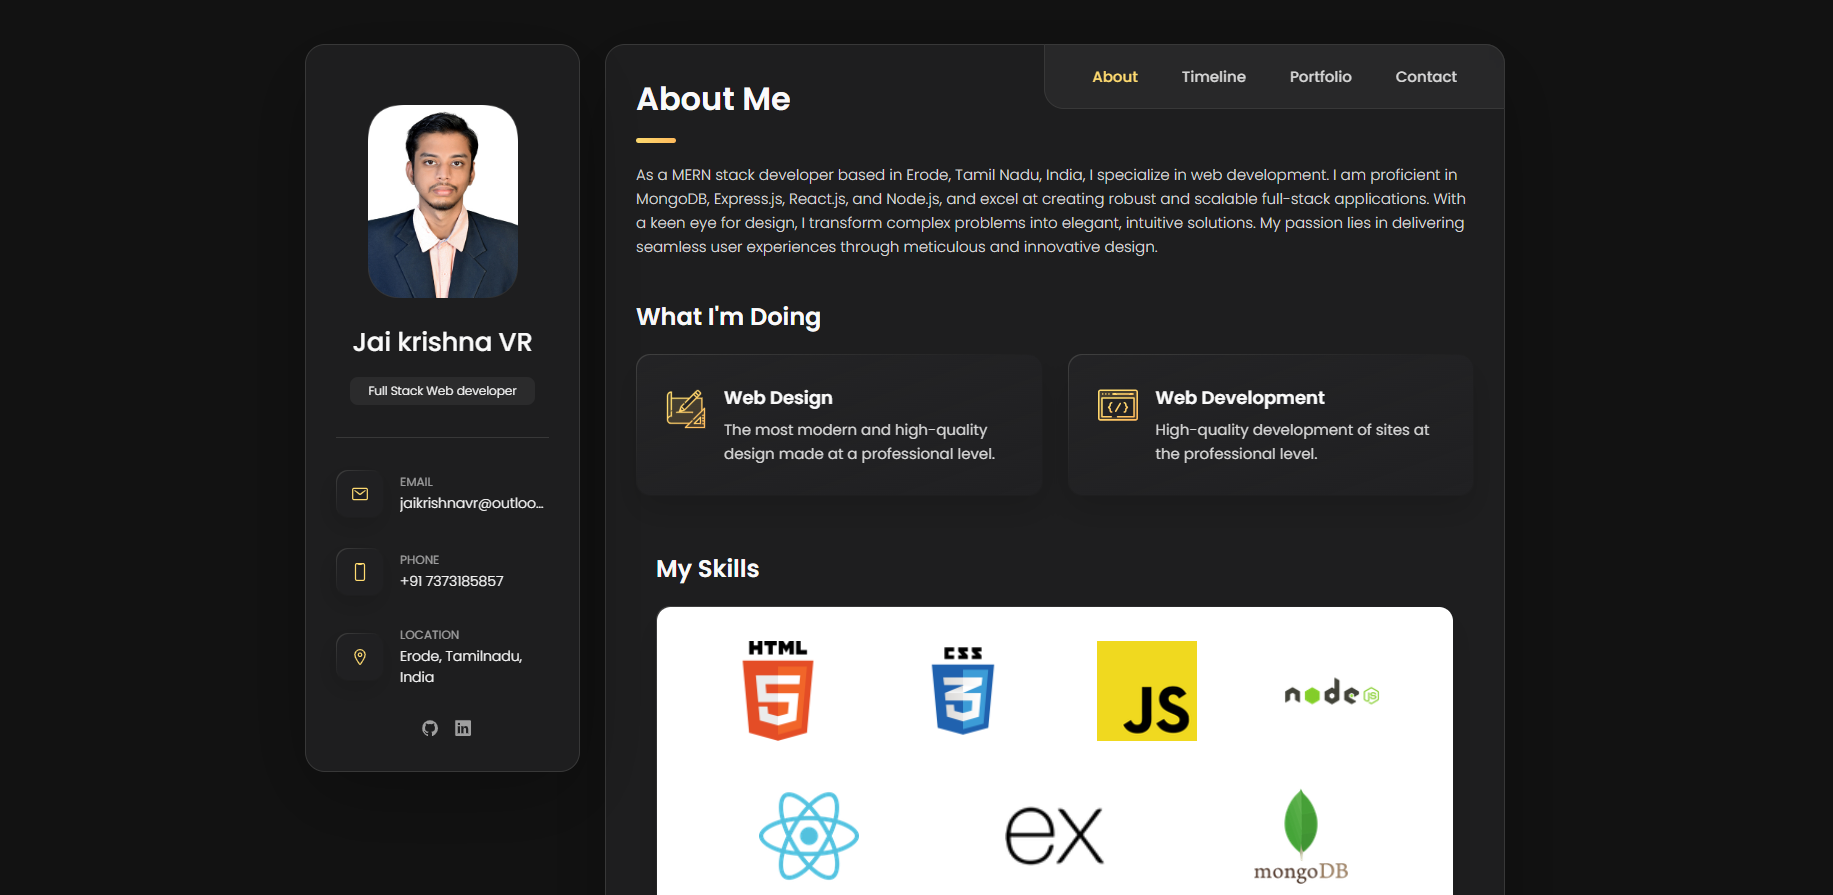 Jai krishna VR
Full Stack Web developer
EMAIL
jaikrishnavr@outloo...
PHONE
+91 7373185857
LOCATION
Erode, Tamilnadu,
India
About
Timeline
Portfolio
Contact
About Me
As a MERN stack developer based in Erode, Tamil Nadu, India, I specialize in web development. I am proficient in
MongoDB, Express.js, React.js, and Node.js, and excel at creating robust and scalable full-stack applications. With
a keen eye for design, I transform complex problems into elegant, intuitive solutions. My passion lies in delivering
seamless user experiences through meticulous and innovative design.
What I'm Doing
Web Design
The most modern and high-quality
design made at a professional level.
Web Development
High-quality development of sites at
the professional level.
My Skills
HTML
5
CSS
3
JS
node JS
ex
mongoDB